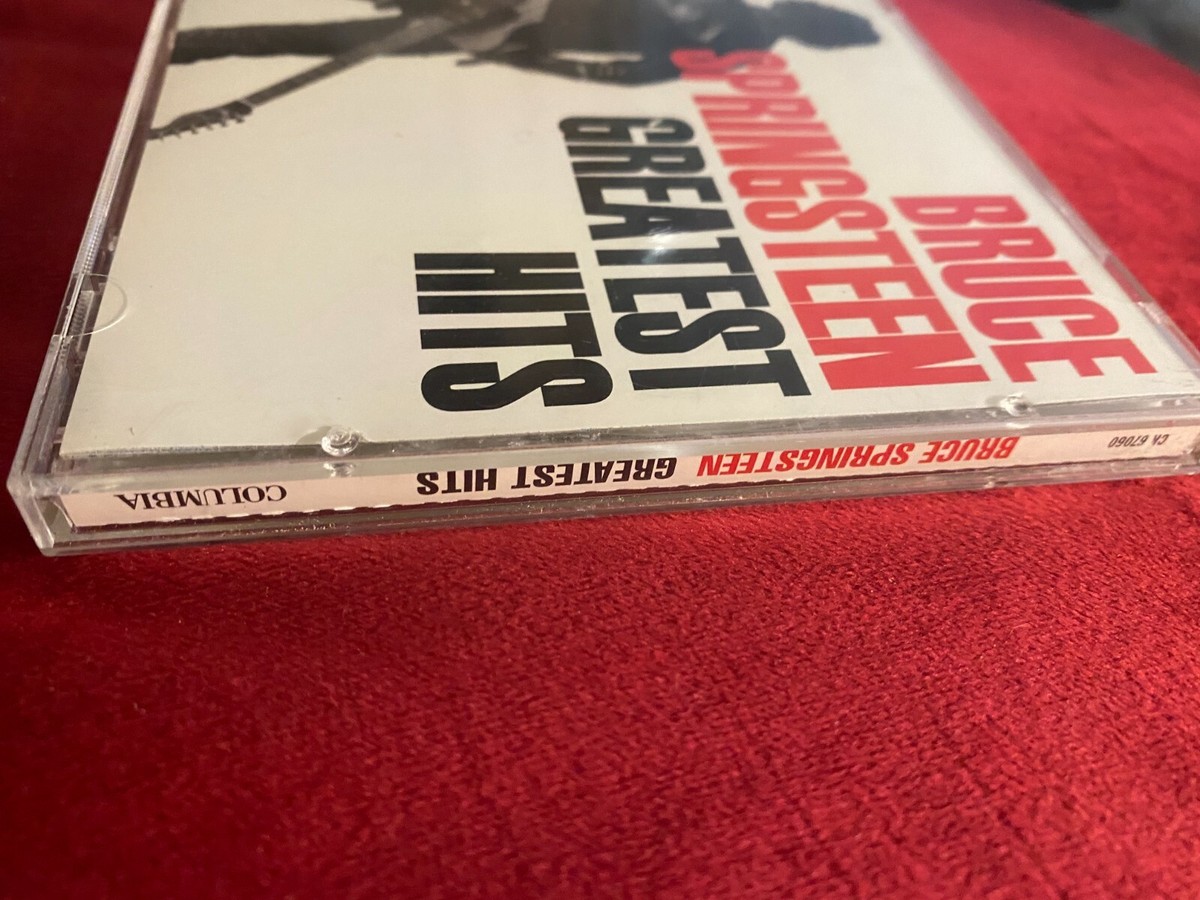 BRUCE
SPRINGSTEEN
GREATEST
HITS
CK 67060
BRUCE SPRINGSTEEN GREATEST HITS
COLUMBIA